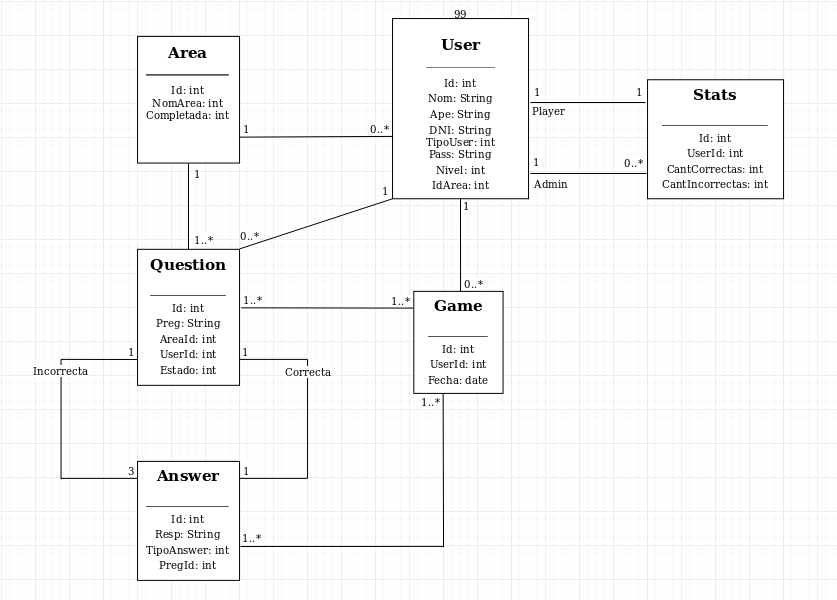 99
Area
Id: int
NomArea: int
Completada: int
User
Id: int
Nom: String
Ape: String
DNI: String
TipoUser: int
Pass: String
Nivel: int
IdArea: int
Stats
Id: int
UserId: int
CantCorrectas: int
CantIncorrectas: int
1
0..*
1
1
Player
1
0..*
Admin
1
1..*
1
0..*
1
0..*
Question
Id: int
Preg: String
AreaId: int
UserId: int
Estado: int
1..*
1..*
Game
Id: int
UserId: int
Fecha: date
1
1
Incorrecta
Correcta
3
1
1..*
1..*
Answer
Id: int
Resp: String
TipoAnswer: int
PregId: int